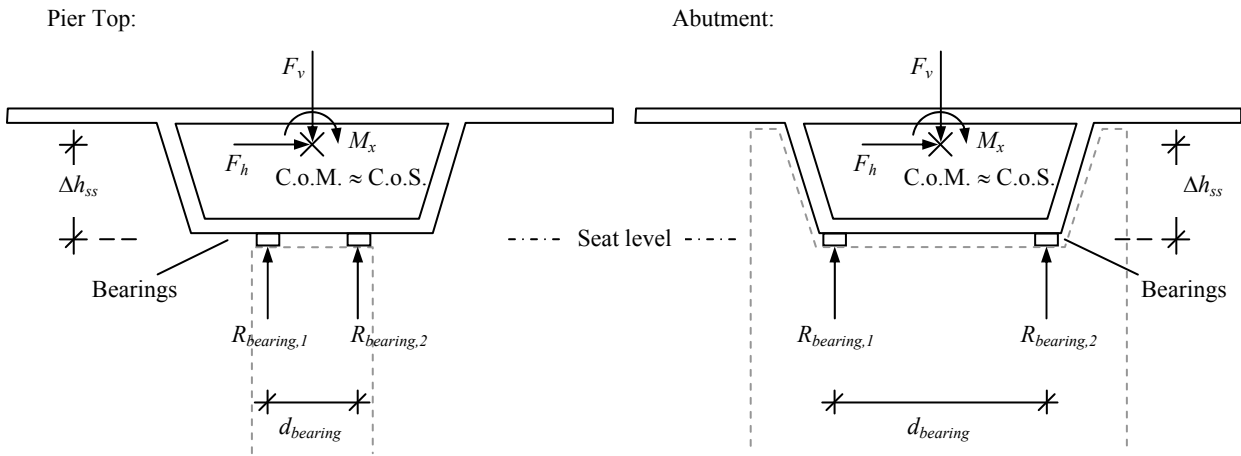 Pier Top:
Abutment:
F_v
F_v
M_x
M_x
F_h
F_h
C.o.M. ≈ C.o.S.
C.o.M. ≈ C.o.S.
Δh_ss
Δh_ss
Seat level
Bearings
Bearings
R_bearing,1
R_bearing,2
R_bearing,1
R_bearing,2
d_bearing
d_bearing